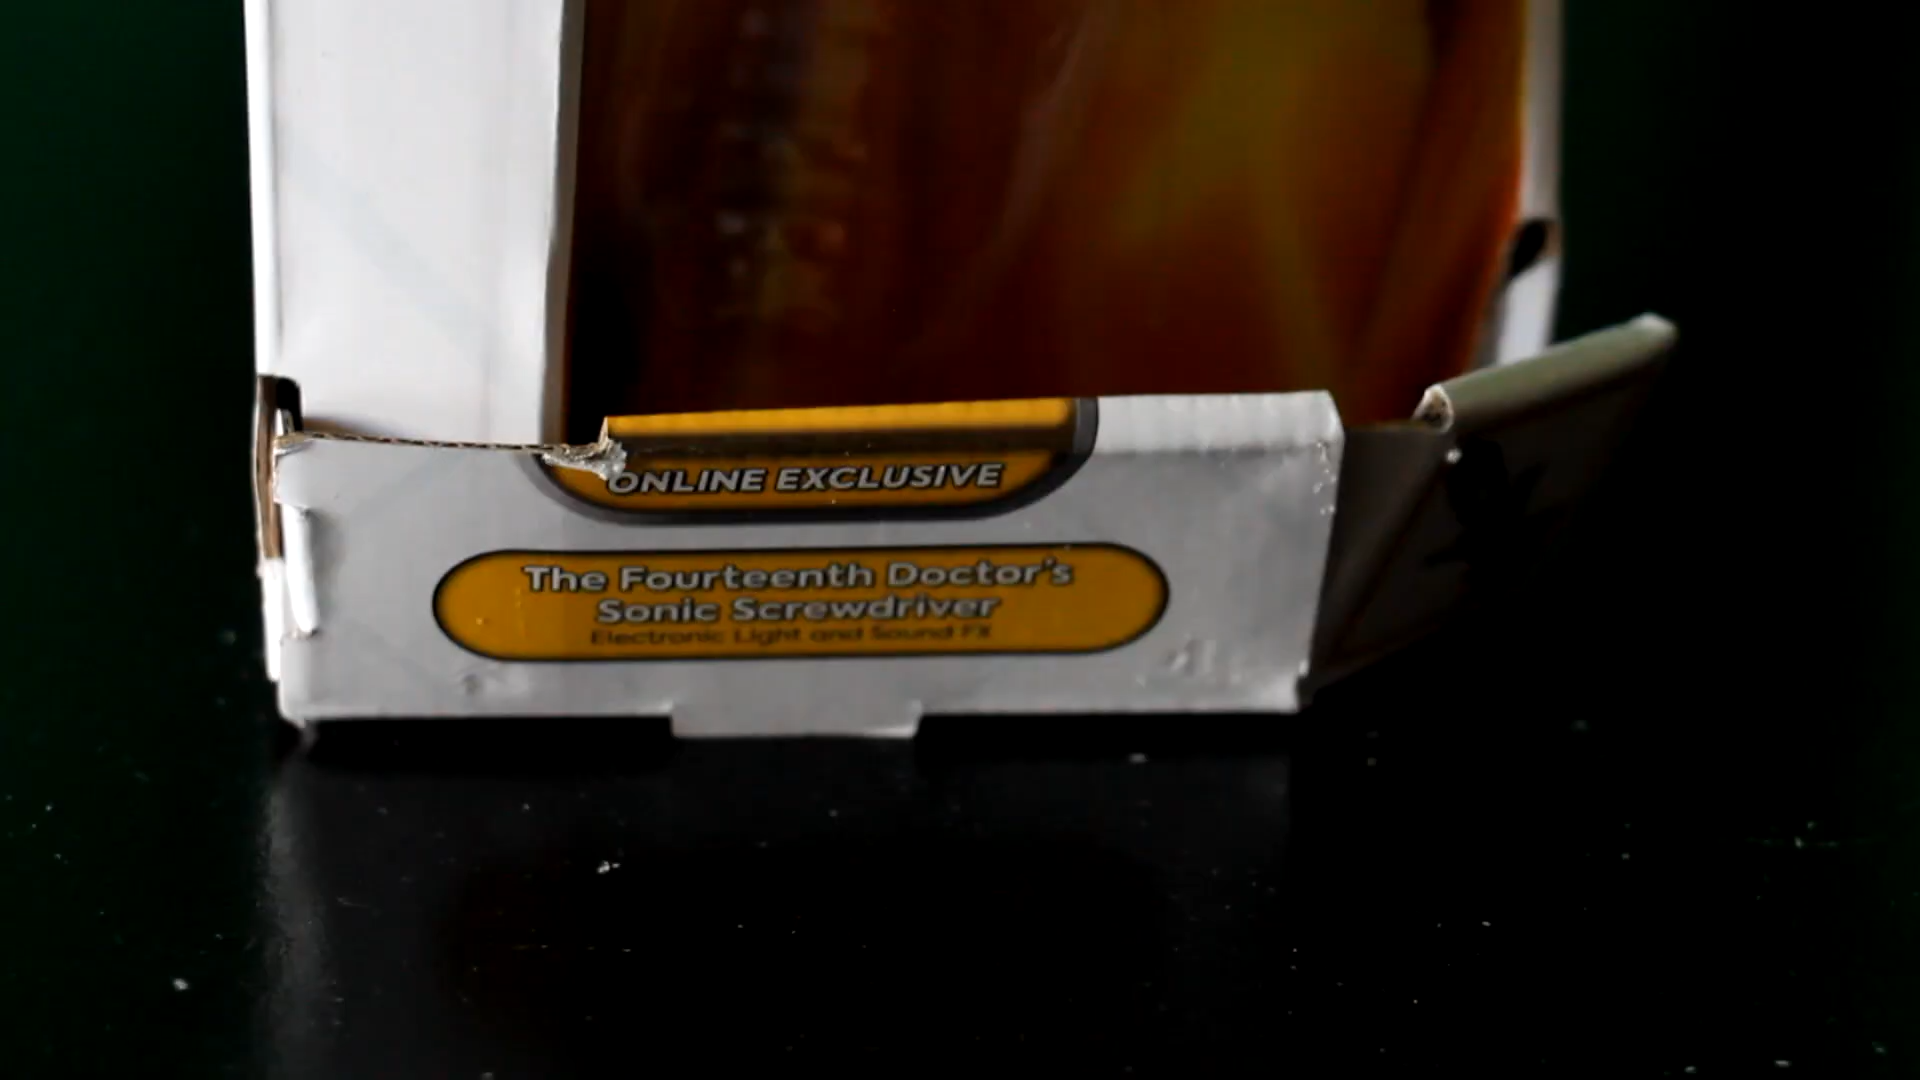 ONLINE EXCLUSIVE
The Fourteenth Doctor's
Sonic Screwdriver
Electronic Light and Sound FX